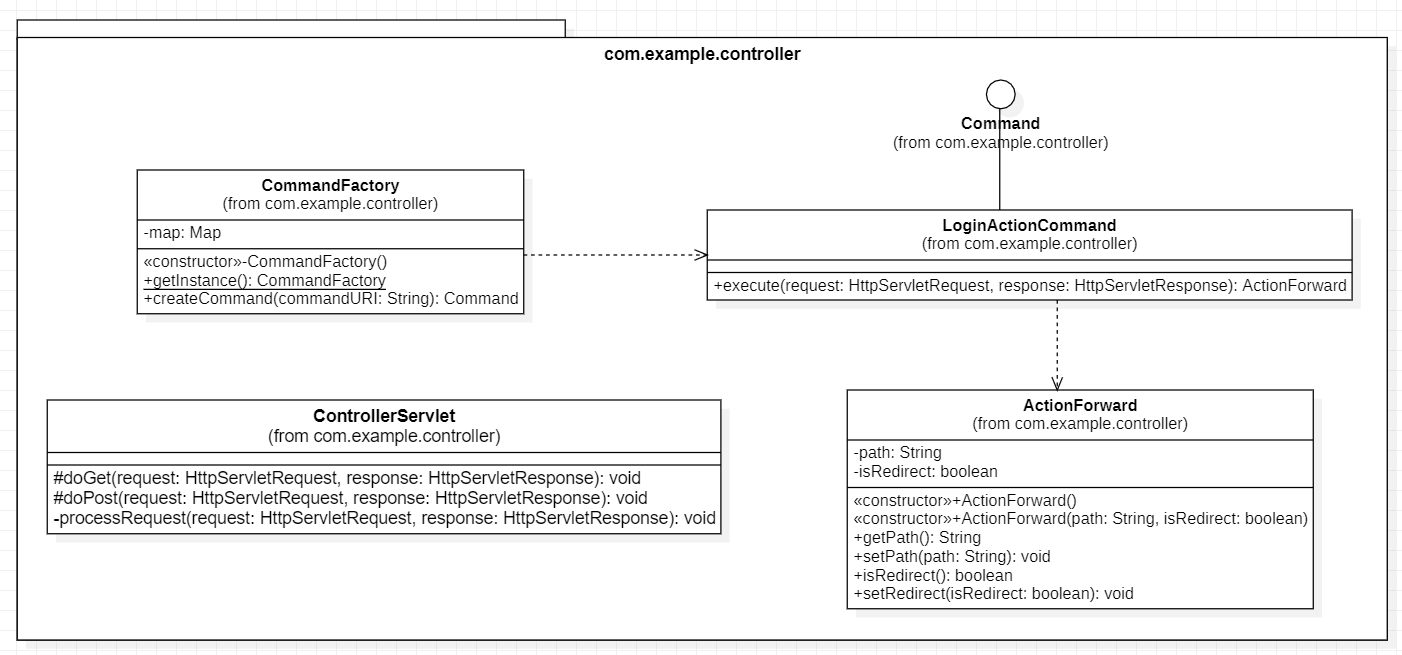 com.example.controller
Command
(from com.example.controller)
CommandFactory
(from com.example.controller)
-map: Map
«constructor»-CommandFactory()
+getInstance(): CommandFactory
+createCommand(commandURI: String): Command
LoginActionCommand
(from com.example.controller)
+execute(request: HttpServletRequest, response: HttpServletResponse): ActionForward
ControllerServlet
(from com.example.controller)
#doGet(request: HttpServletRequest, response: HttpServletResponse): void
#doPost(request: HttpServletRequest, response: HttpServletResponse): void
-processRequest(request: HttpServletRequest, response: HttpServletResponse): void
ActionForward
(from com.example.controller)
-path: String
-isRedirect: boolean
«constructor»+ActionForward()
«constructor»+ActionForward(path: String, isRedirect: boolean)
+getPath(): String
+setPath(path: String): void
+isRedirect(): boolean
+setRedirect(isRedirect: boolean): void